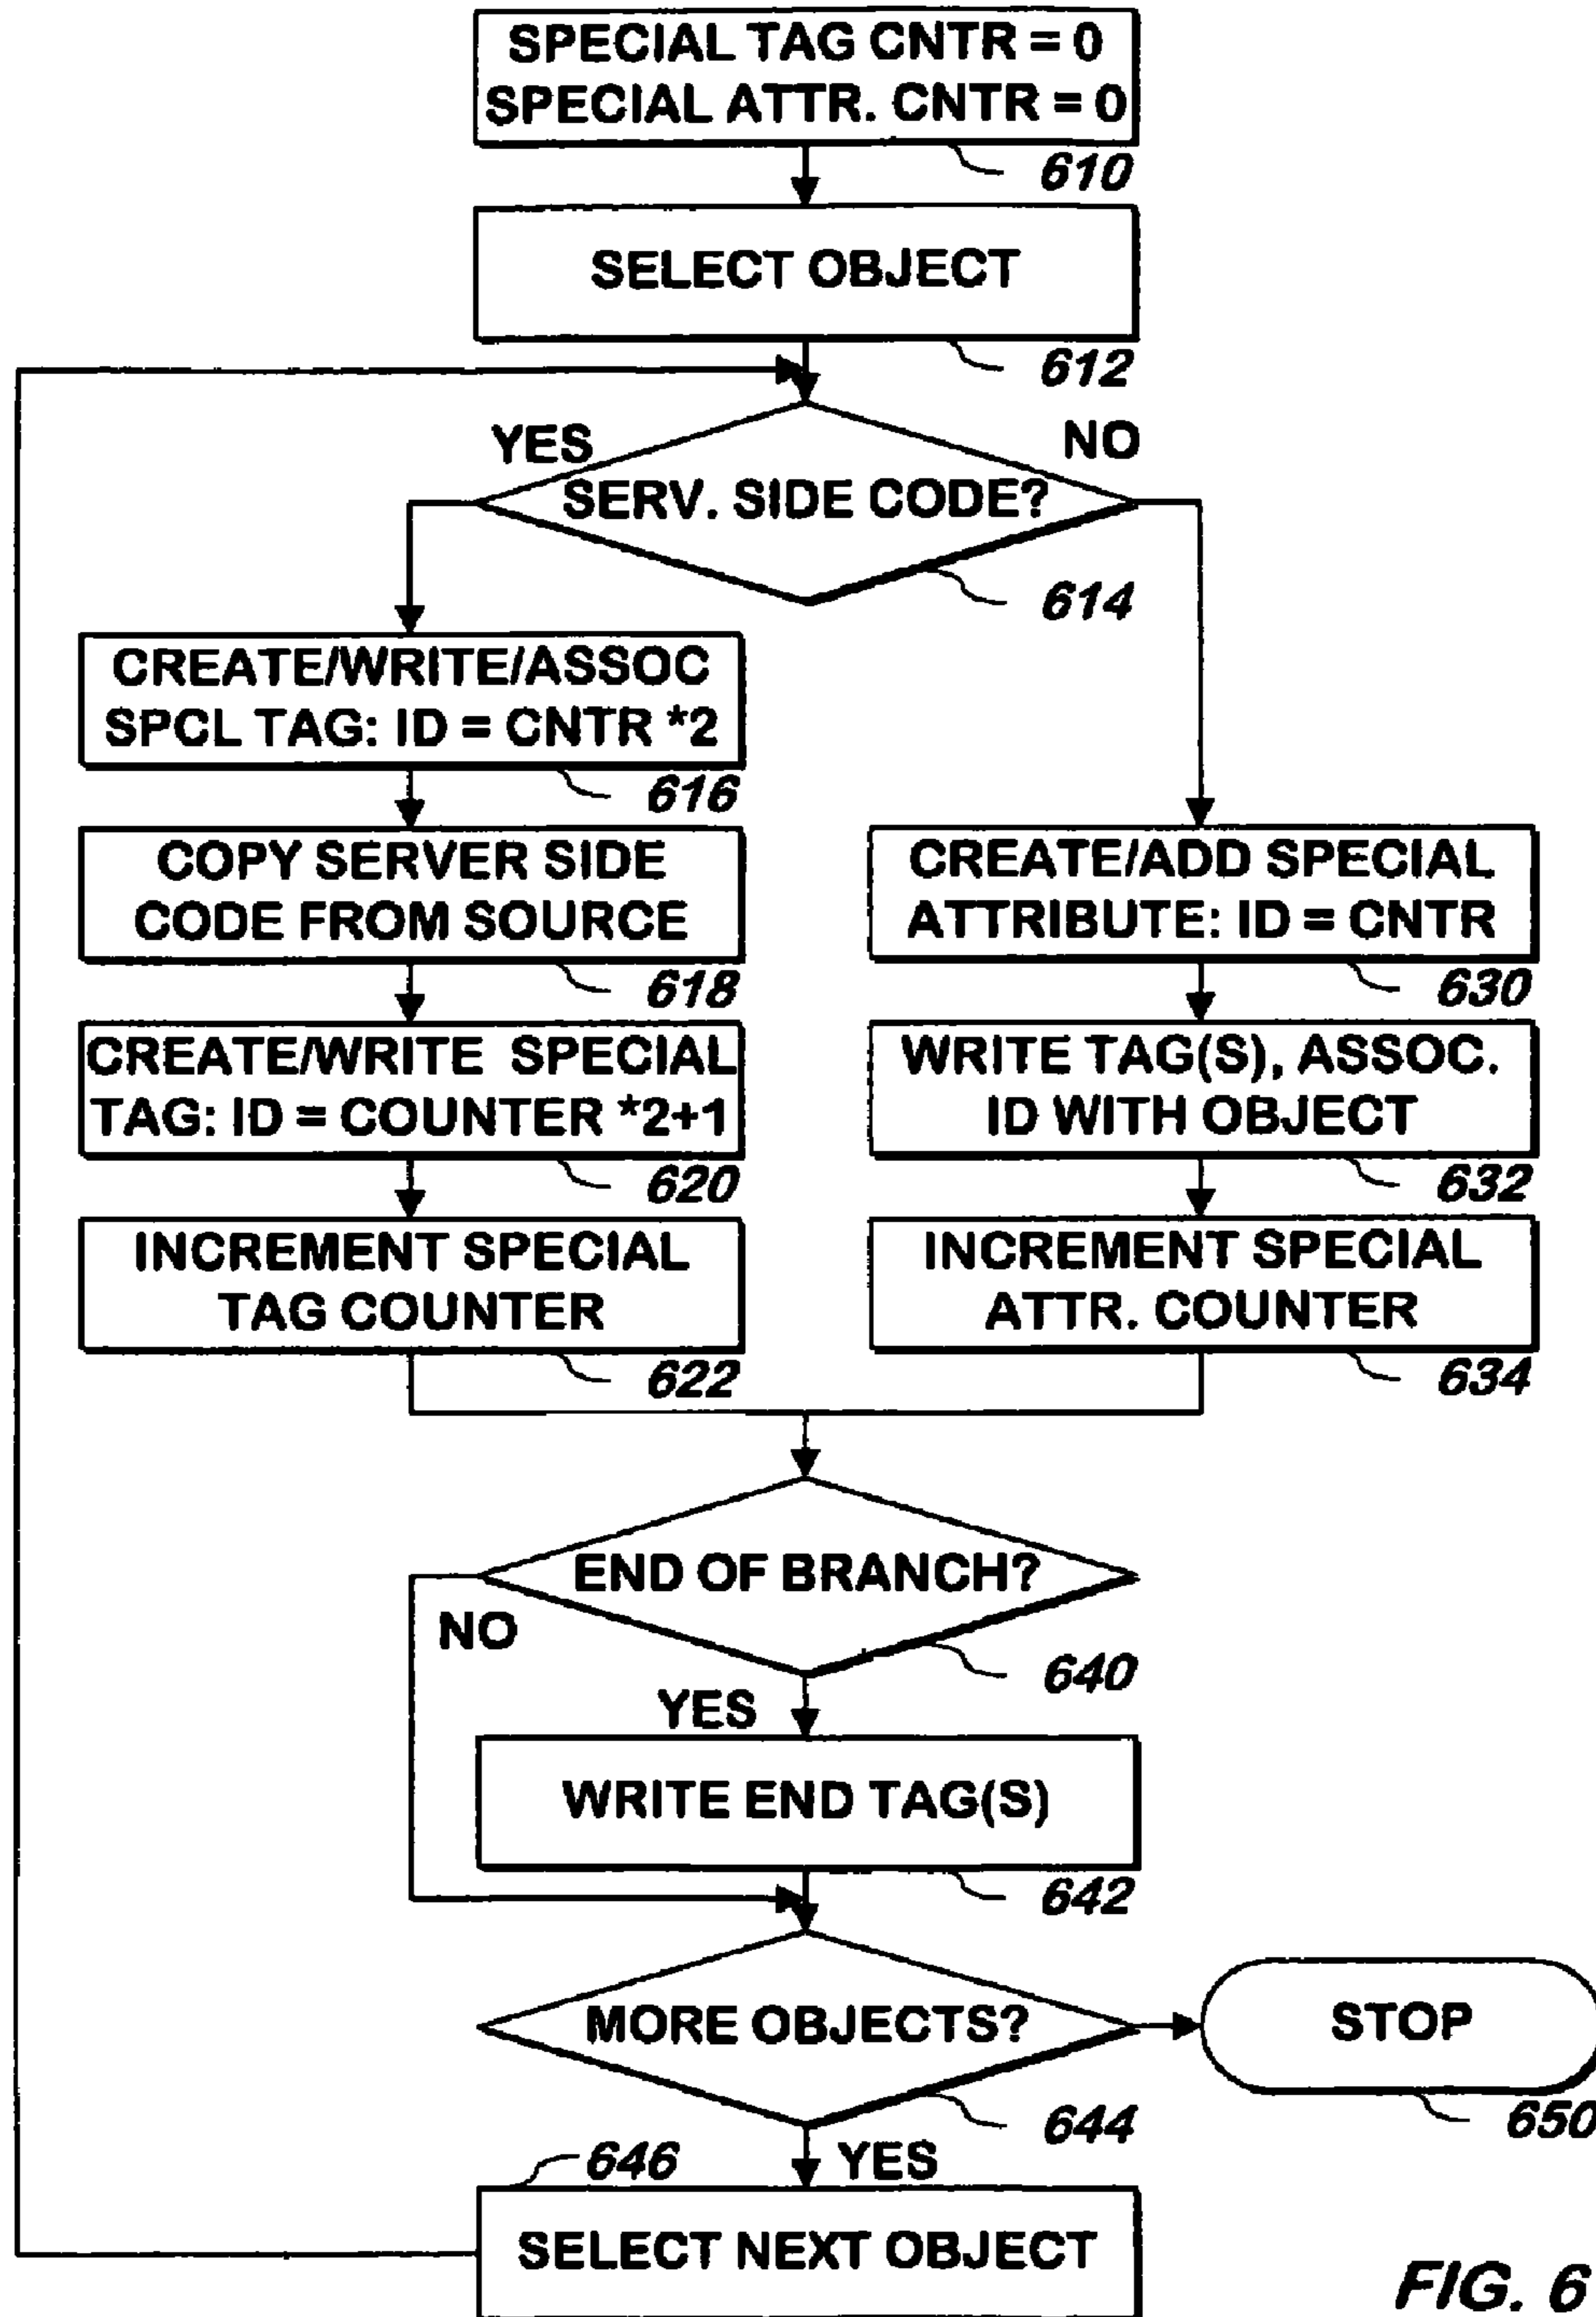 SPECIAL TAG CNTR = 0
SPECIAL ATTR. CNTR = 0
610
SELECT OBJECT
612
YES
NO
SERV. SIDE CODE?
614
CREATE/WRITE/ASSOC
SPCL TAG: ID = CNTR *2
616
COPY SERVER SIDE
CODE FROM SOURCE
618
CREATE/WRITE SPECIAL
TAG: ID = COUNTER *2+1
620
INCREMENT SPECIAL
TAG COUNTER
622
CREATE/ADD SPECIAL
ATTRIBUTE: ID = CNTR
630
WRITE TAG(S), ASSOC.
ID WITH OBJECT
632
INCREMENT SPECIAL
ATTR. COUNTER
634
END OF BRANCH?
NO
640
YES
WRITE END TAG(S)
642
MORE OBJECTS?
644
STOP
650
646
YES
SELECT NEXT OBJECT
FIG. 6